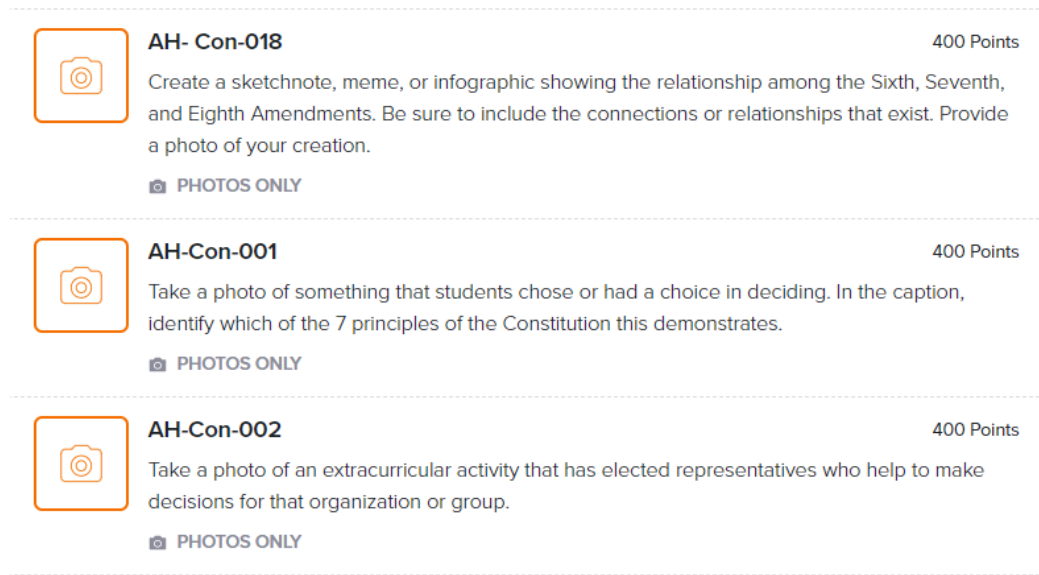 AH- Con-018
400 Points
Create a sketchnote, meme, or infographic showing the relationship among the Sixth, Seventh,
and Eighth Amendments. Be sure to include the connections or relationships that exist. Provide
a photo of your creation.
PHOTOS ONLY
AH-Con-001
400 Points
Take a photo of something that students chose or had a choice in deciding. In the caption,
identify which of the 7 principles of the Constitution this demonstrates.
PHOTOS ONLY
AH-Con-002
400 Points
Take a photo of an extracurricular activity that has elected representatives who help to make
decisions for that organization or group.
PHOTOS ONLY